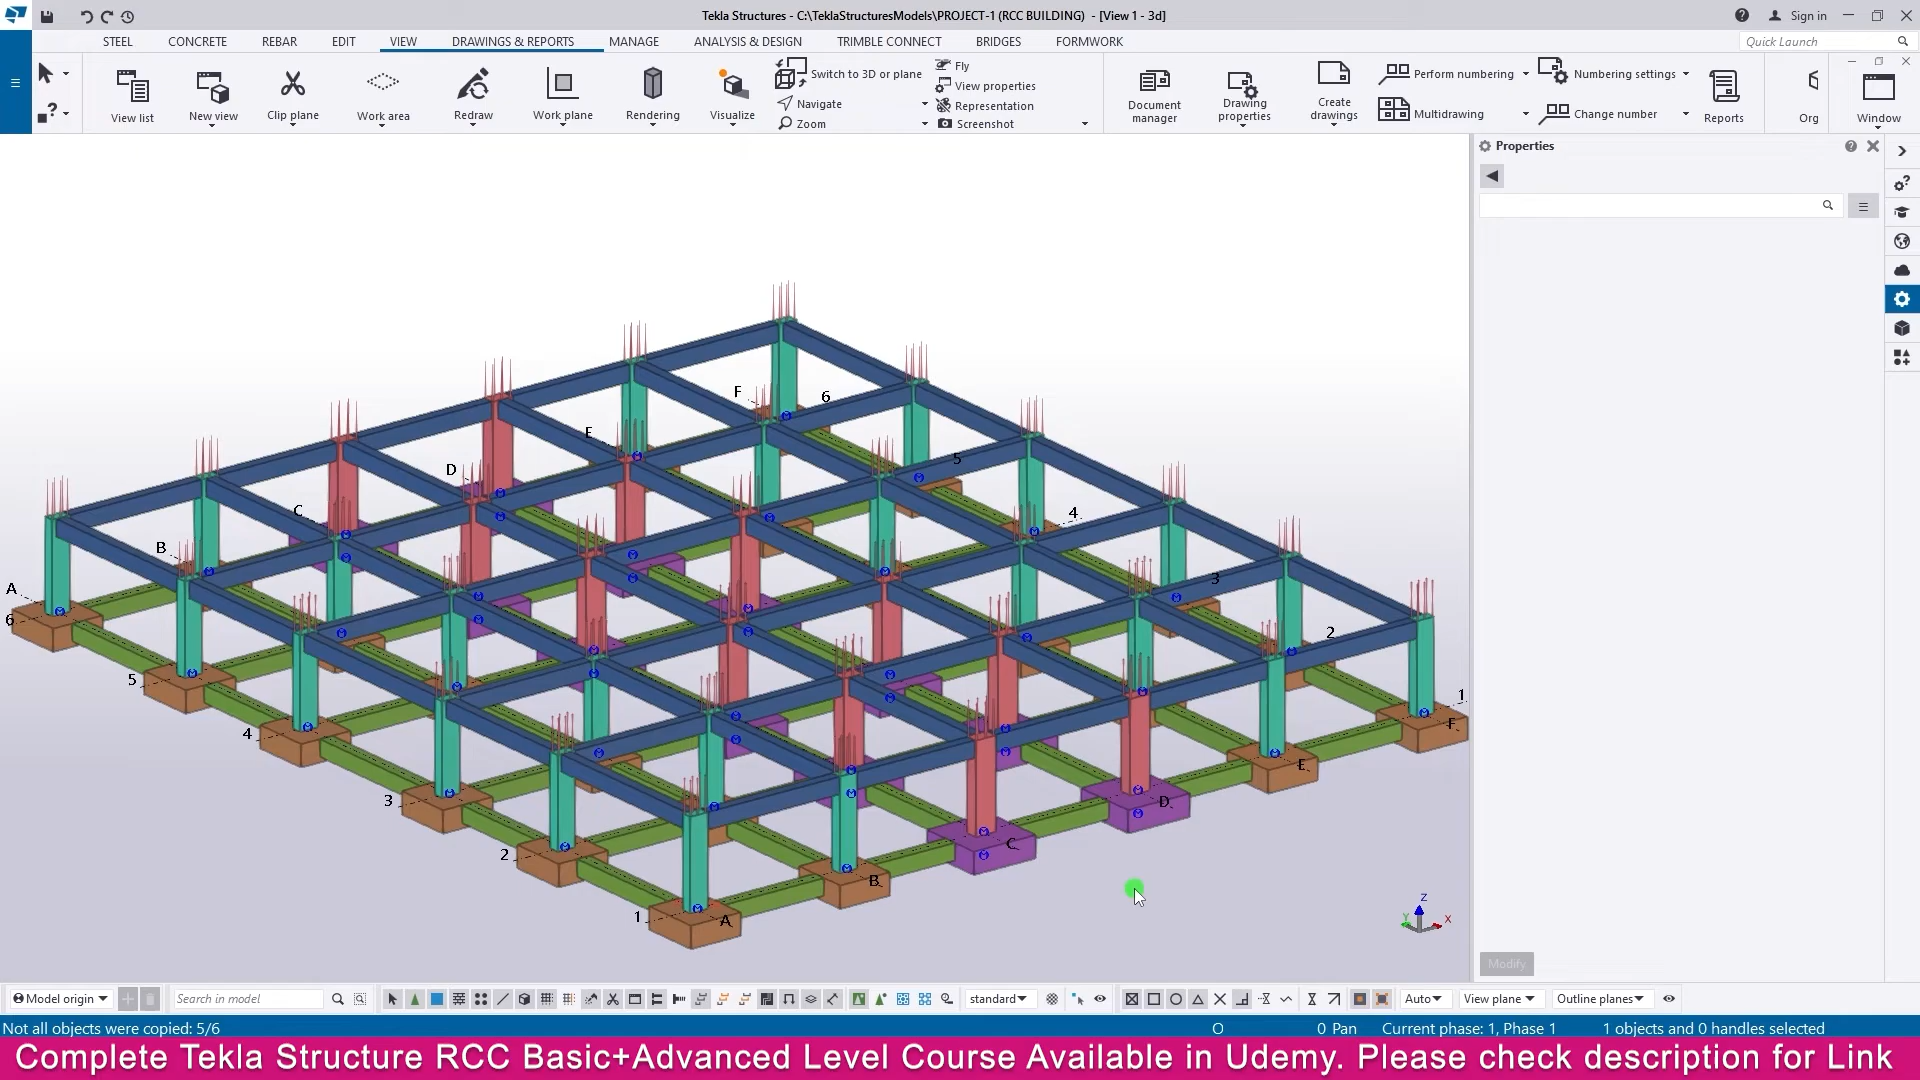 Tekla Structures - C:\TeklaStructuresModels\PROJECT-1 (RCC BUILDING) - [View 1 - 3d]
Sign in
STEEL CONCRETE REBAR EDIT VIEW DRAWINGS & REPORTS MANAGE ANALYSIS & DESIGN TRIMBLE CONNECT BRIDGES FORMWORK
Quick Launch
View list
New view
Clip plane
Work area
Redraw
Work plane
Rendering
Visualize
Switch to 3D or plane
Navigate
Zoom
Fly
View properties
Representation
Screenshot
Document
manager
Drawing
properties
Create
drawings
Perform numbering
Multidrawing
Numbering settings
Change number
Reports
Org
Window
Properties
F
6
E
5
D
C
4
B
3
A
6
2
5
1
4
F
E
3
D
2
C
B
1
A
Z
Y
X
Modify
Model origin
Search in model
standard
Auto
View plane
Outline planes
Not all objects were copied: 5/6
O
0 Pan
Current phase: 1, Phase 1
1 objects and 0 handles selected
Complete Tekla Structure RCC Basic+Advanced Level Course Available in Udemy. Please check description for Link